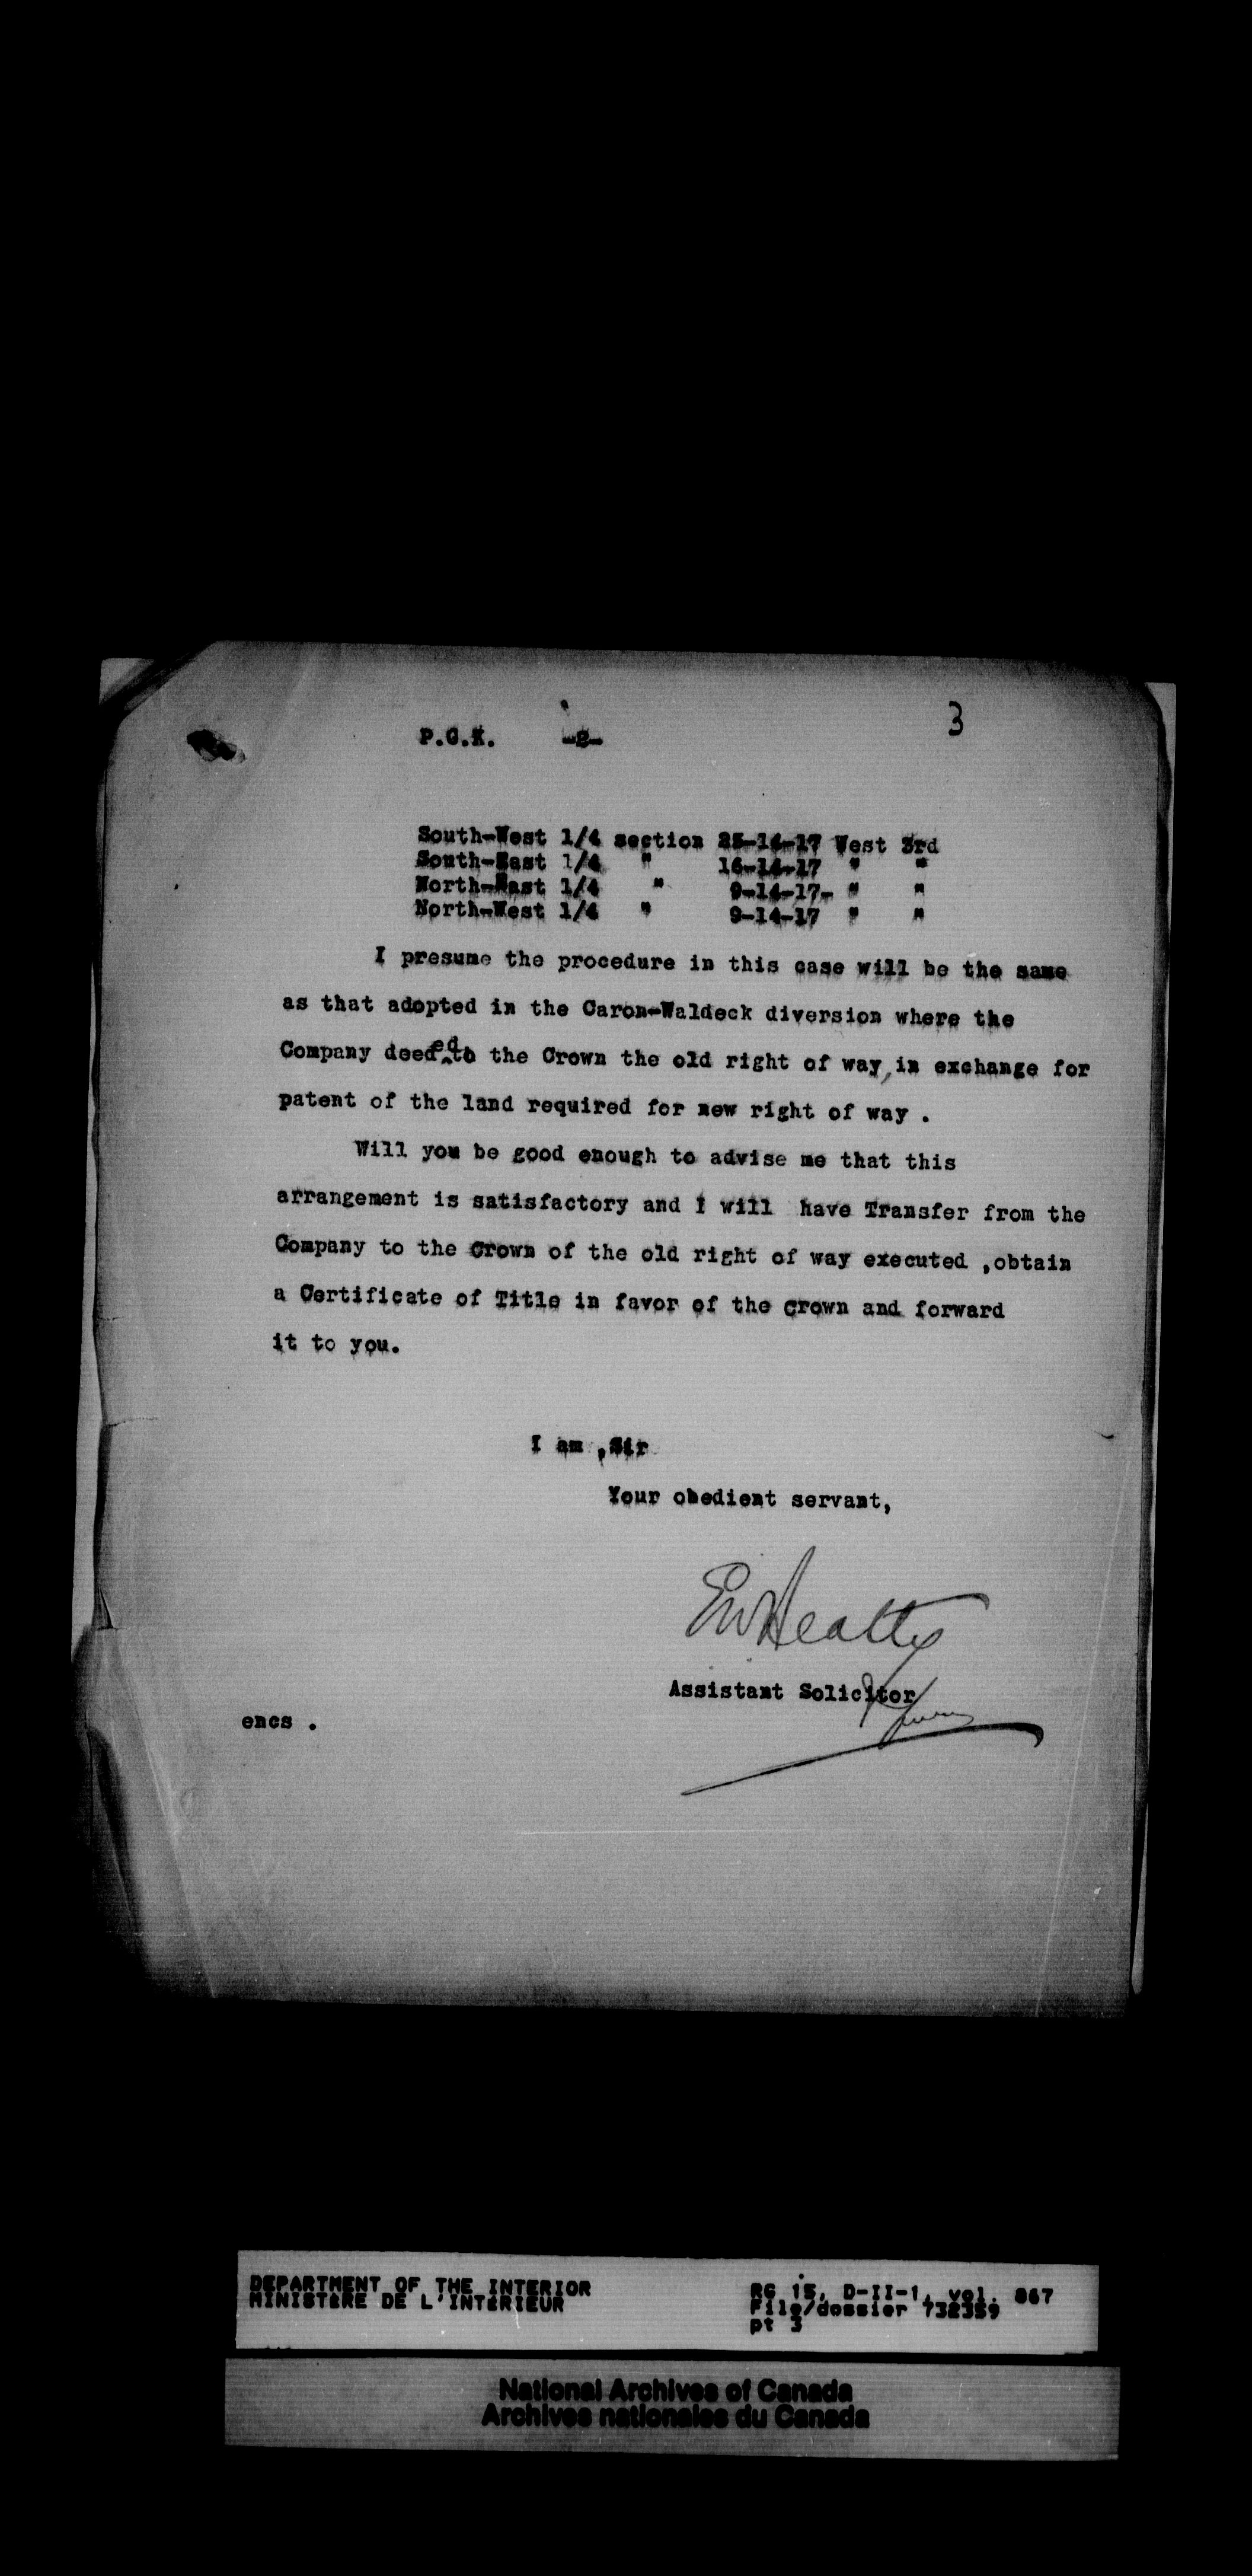 3
P.G.K. -2-
South-West 1/4 section 25-14-17 West 3rd
South-East 1/4 " 16-14-17 " "
North-East 1/4 " 9-14-17- " "
North-West 1/4 " 9-14-17 " "
I presume the procedure in this case will be the same
as that adopted in the Caron-Waldeck diversion where the
Company deeded to the Crown the old right of way, in exchange for
patent of the land required for new right of way .
Will you be good enough to advise me that this
arrangement is satisfactory and I will have Transfer from the
Company to the Crown of the old right of way executed ,obtain
a Certificate of Title in favor of the crown and forward
it to you.
I am ,Sir
Your obedient servant,
EWBeatty
Assistant Solicitor
encs .
DEPARTMENT OF THE INTERIOR
MINISTERE DE L'INTERIEUR
RG 15, D-II-1, vol. 867
File/dossier 732359
pt 3
National Archives of Canada
Archives nationales du Canada